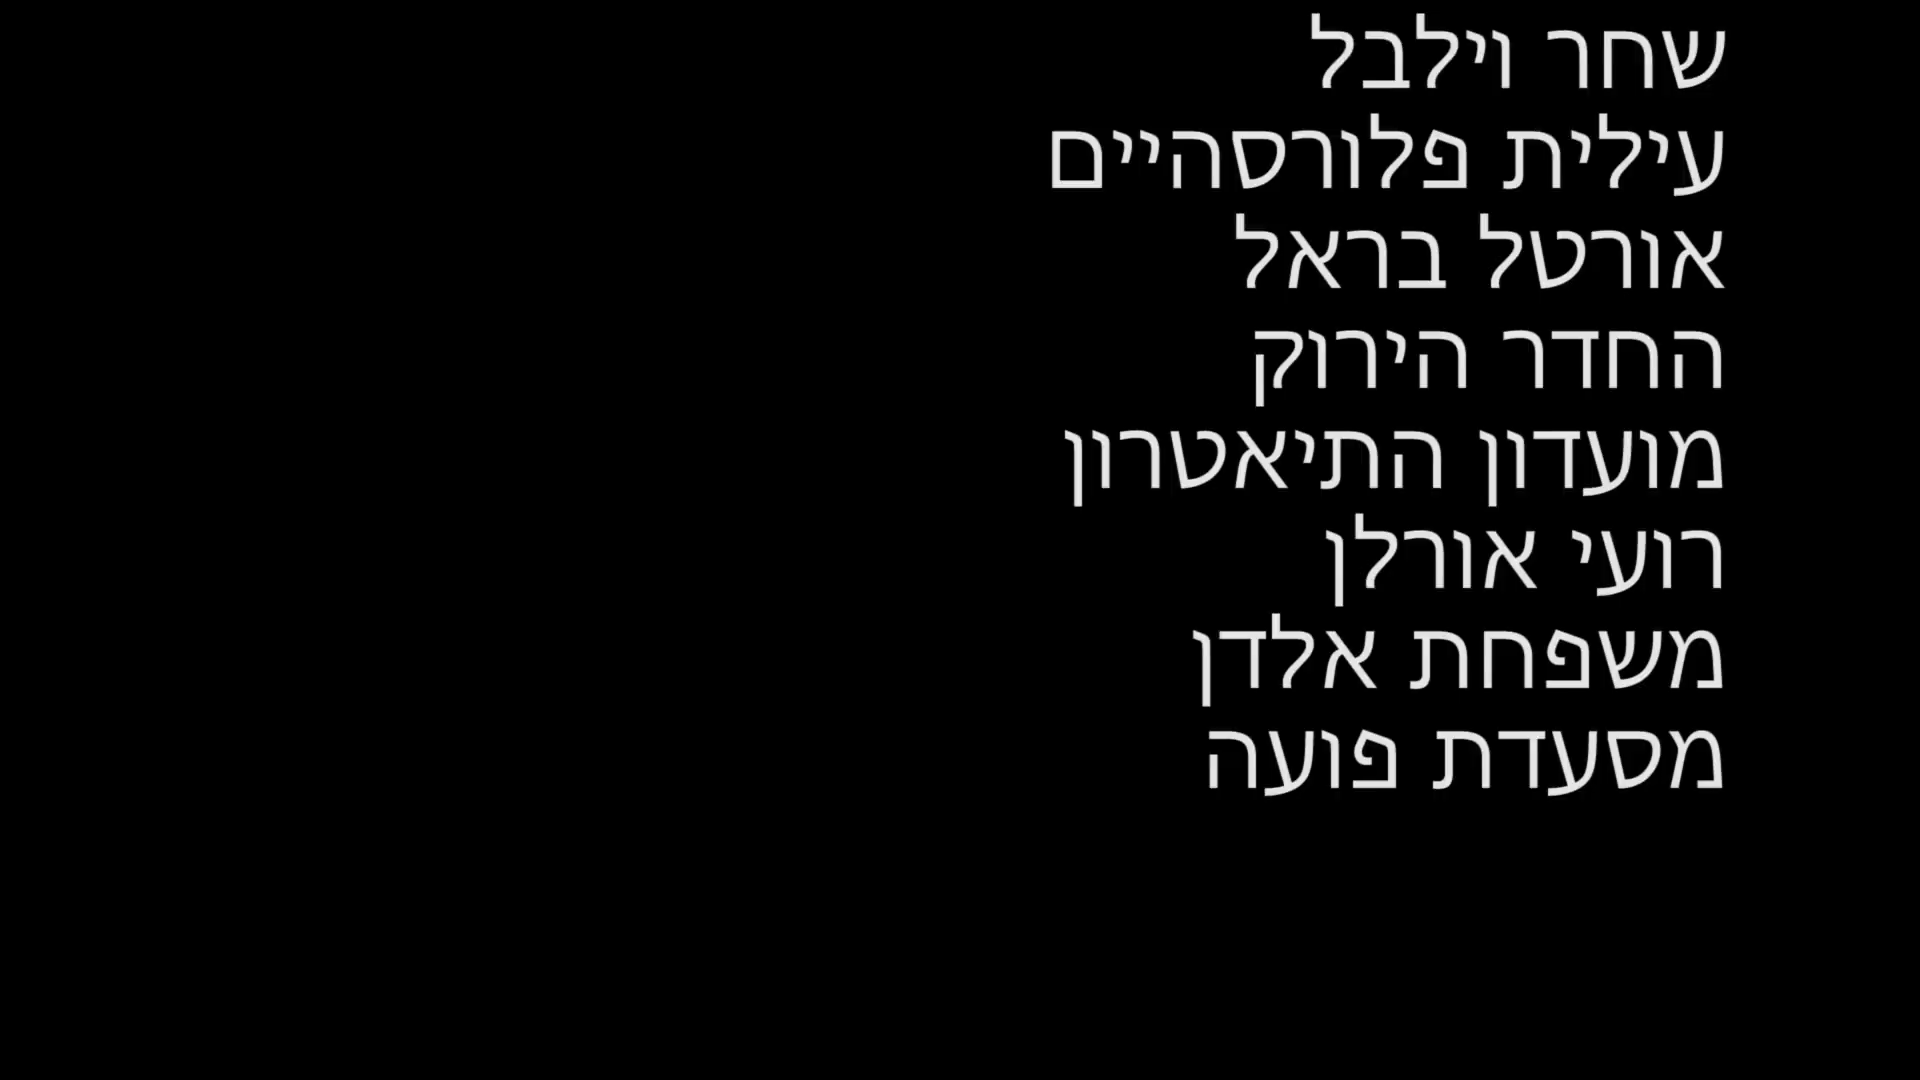 שחר וילבל
עילית פלורסהיים
אורטל בראל
החדר הירוק
מועדון התיאטרון
רועי אורלן
משפחת אלדן
מסעדת פועה